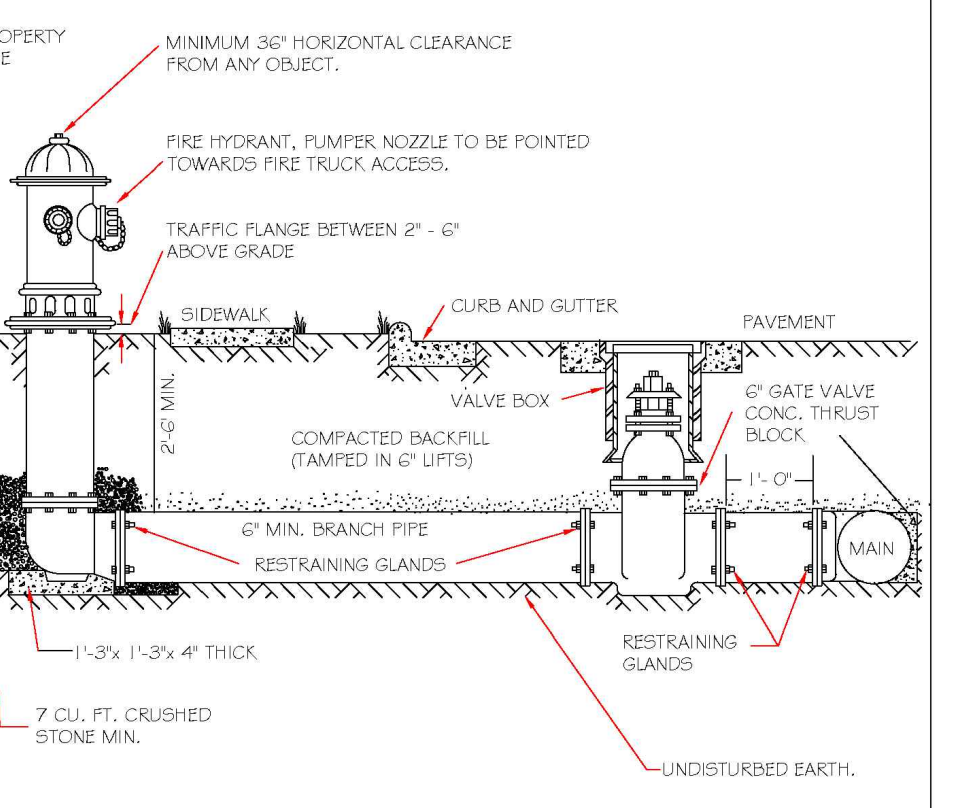 OPERTY
E
MINIMUM 36" HORIZONTAL CLEARANCE
FROM ANY OBJECT.
FIRE HYDRANT, PUMPER NOZZLE TO BE POINTED
TOWARDS FIRE TRUCK ACCESS.
TRAFFIC FLANGE BETWEEN 2" - 6"
ABOVE GRADE
SIDEWALK
CURB AND GUTTER
PAVEMENT
2'-6' MIN.
VALVE BOX
6" GATE VALVE
CONC. THRUST
BLOCK
COMPACTED BACKFILL
(TAMPED IN 6" LIFTS)
1'- 0"
6" MIN. BRANCH PIPE
RESTRAINING GLANDS
MAIN
RESTRAINING
GLANDS
1'-3"x 1'-3"x 4" THICK
7 CU. FT. CRUSHED
STONE MIN.
UNDISTURBED EARTH.